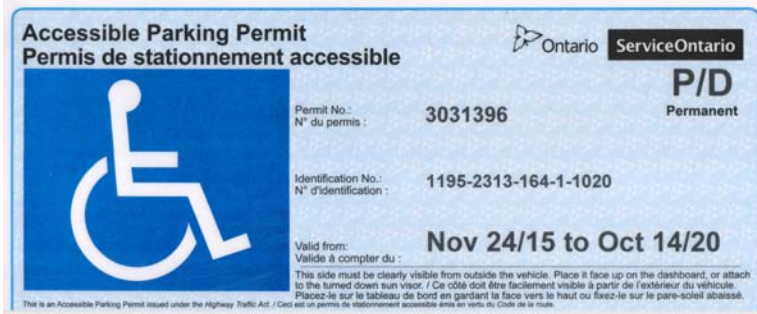 Accessible Parking Permit
Permis de stationnement accessible
Ontario ServiceOntario
P/D
Permanent
Permit No.:
N° du permis :
3031396
Identification No.:
N° d'identification :
1195-2313-164-1-1020
Valid from:
Valide à compter du :
Nov 24/15 to Oct 14/20
This side must be clearly visible from outside the vehicle. Place it face up on the dashboard, or attach
to the turned down sun visor. / Ce côté doit être facilement visible à partir de l'extérieur du véhicule.
Placez-le sur le tableau de bord en gardant la face vers le haut ou fixez-le sur le pare-soleil abaissé.
This is an Accessible Parking Permit issued under the Highway Traffic Act. / Ceci est un permis de stationnement accessible émis en vertu du Code de la route.